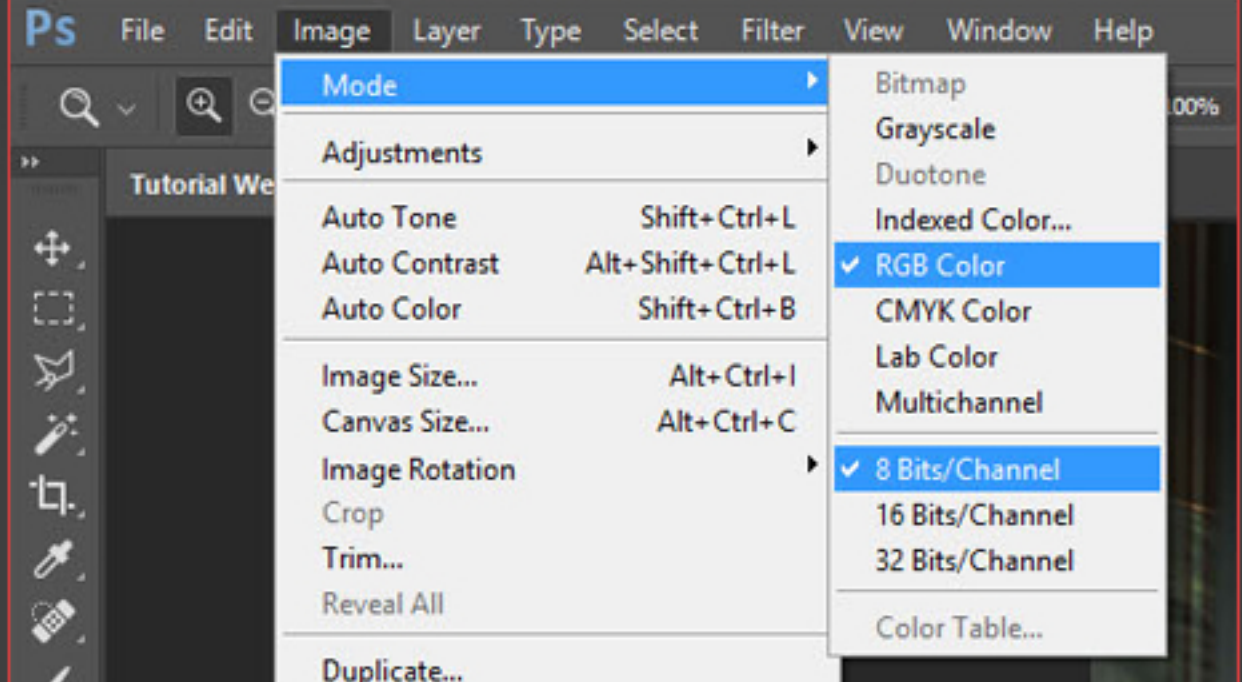 Ps File Edit Image Layer Type Select Filter View Window Help
00%
Tutorial We
Mode
Adjustments
Auto Tone Shift+Ctrl+L
Auto Contrast Alt+Shift+Ctrl+L
Auto Color Shift+Ctrl+B
Image Size... Alt+Ctrl+I
Canvas Size... Alt+Ctrl+C
Image Rotation
Crop
Trim...
Reveal All
Duplicate...
Bitmap
Grayscale
Duotone
Indexed Color...
RGB Color
CMYK Color
Lab Color
Multichannel
8 Bits/Channel
16 Bits/Channel
32 Bits/Channel
Color Table...